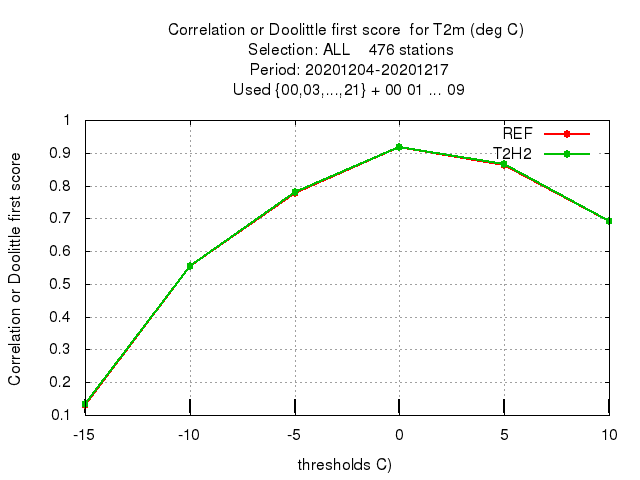 Correlation or Doolittle first score  for T2m (deg C)
Selection: ALL    476 stations
Period: 20201204-20201217
Used {00,03,...,21} + 00 01 ... 09
Correlation or Doolittle first score
1
0.9
0.8
0.7
0.6
0.5
0.4
0.3
0.2
0.1
REF
T2H2
-15 -10 -5 0 5 10
thresholds C)